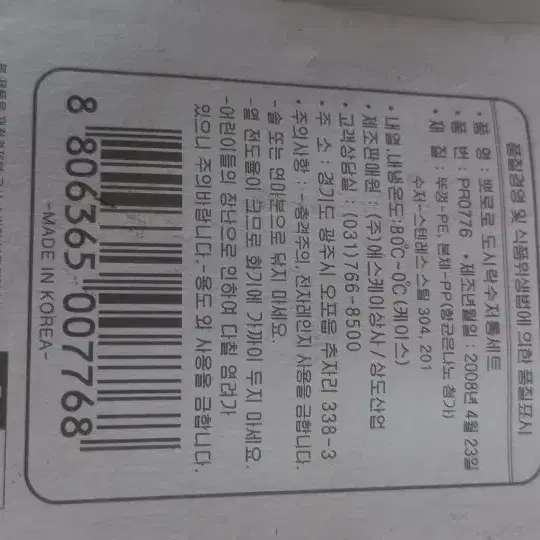 품질경영 및 식품위생법에 의한 품질표시
• 품 명 : 뽀로로 도시락수저통세트
• 품 번 : PR0776 • 제조년월일 : 2008년 4월 23일
• 재 질 : 뚜껑-PE, 본체-PP(항균은나노 첨가)
수저-스텐레스 스틸 304, 201
• 내열.내냉온도:80℃~0℃ (케이스)
• 제조판매원 : (주)에스케이상사 / 상도산업
• 고객상담실 : (031)766-8500
• 주 소 : 경기도 광주시 오포읍 추자리 338-3
• 주의사항 : -충격주의, 전자레인지 사용을 금합니다.
-솔 또는 연마분으로 닦지 마세요.
-열 전도율이 높으므로 화기에 가까이 두지 마세요.
-어린이들의 장난으로 인하여 다칠 염려가
있으니 주의바랍니다.-용도 외 사용을 금합니다.
8 806365 007768
-MADE IN KOREA-